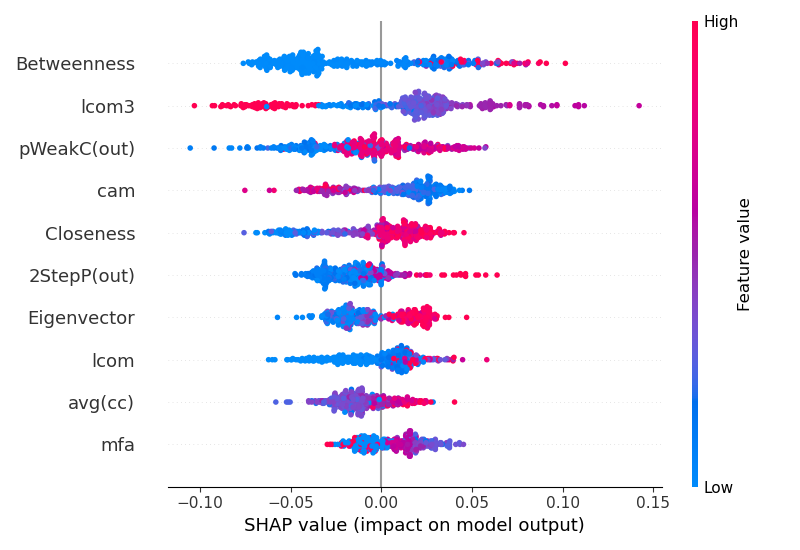 High
Betweenness
lcom3
pWeakC(out)
cam
Closeness
2StepP(out)
Eigenvector
lcom
avg(cc)
mfa
Feature value
Low
−0.10 −0.05 0.00 0.05 0.10 0.15
SHAP value (impact on model output)